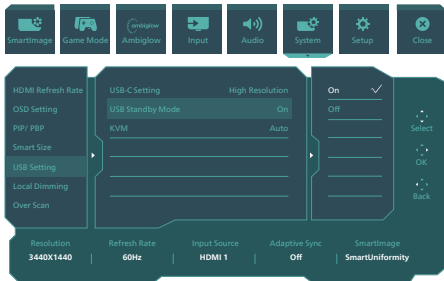 SmartImage
Game Mode
ambiglow
Ambiglow
Input
Audio
System
Setup
Close
HDMI Refresh Rate
OSD Setting
PIP/ PBP
Smart Size
USB Setting
Local Dimming
Over Scan
USB-C Setting High Resolution
USB Standby Mode On
KVM Auto
On
Off
Select
OK
Back
Resolution Refresh Rate Input Source Adaptive Sync SmartImage
3440X1440 | 60Hz | HDMI 1 | Off | SmartUniformity